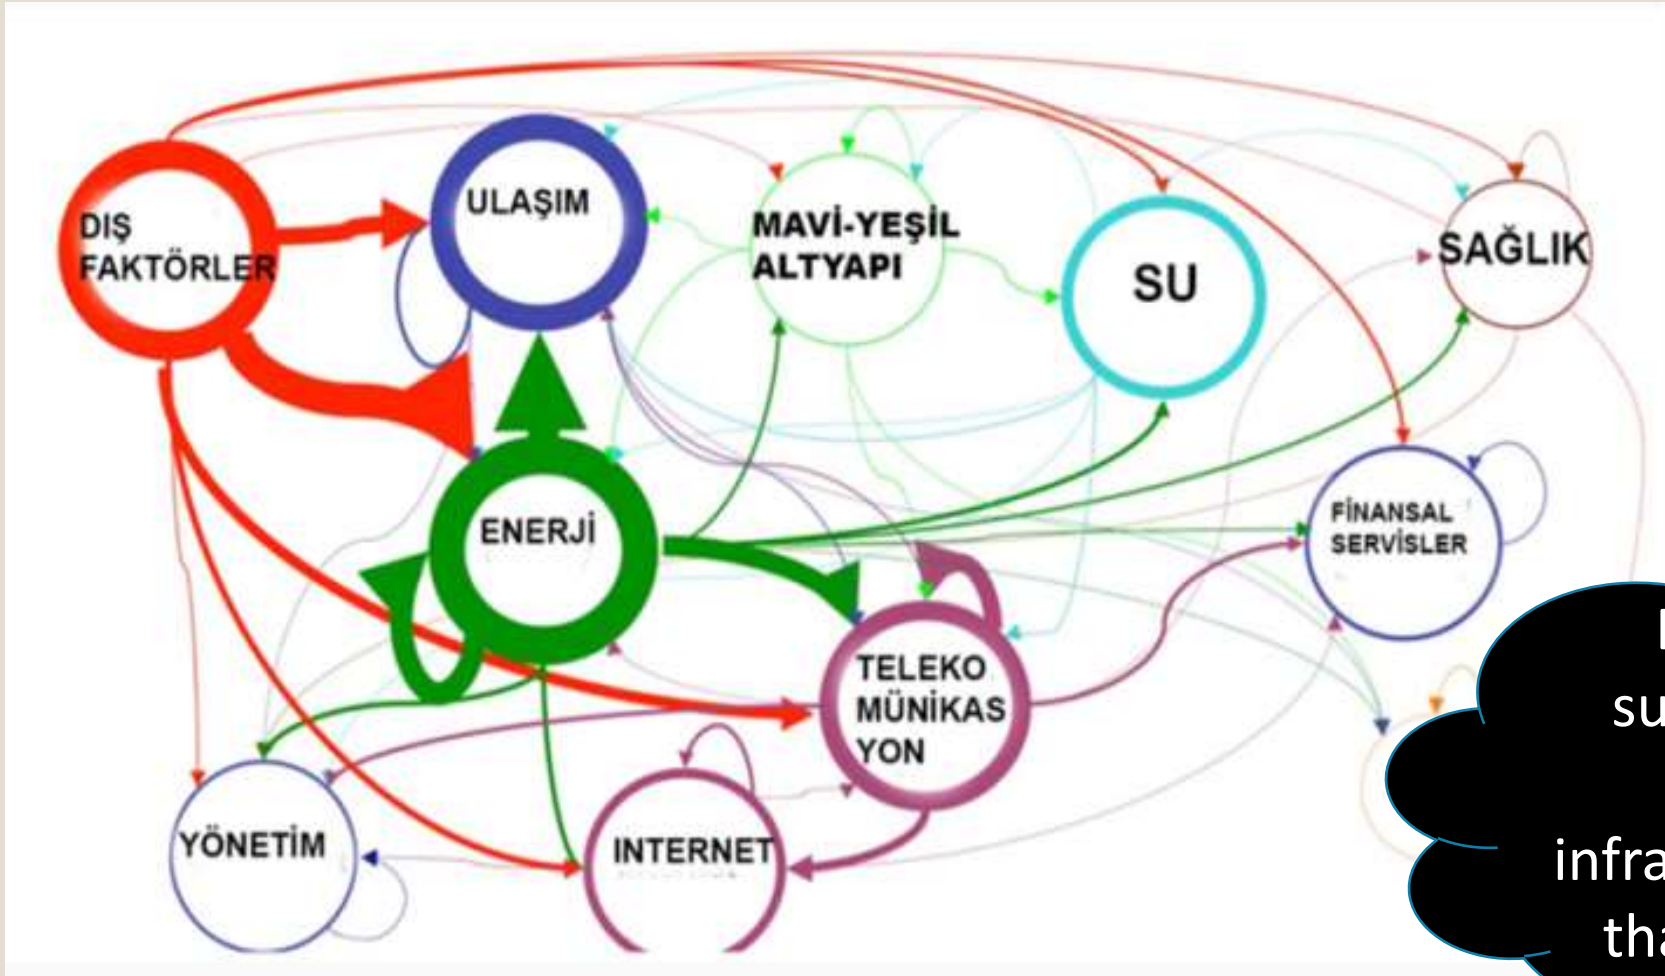 DIŞ
FAKTÖRLER
ULAŞIM
MAVİ-YEŞİL
ALTYAPI
SU
SAĞLIK
ENERJİ
FİNANSAL
SERVİSLER
TELEKO
MÜNİKAS
YON
YÖNETİM
INTERNET
su
infra
tha